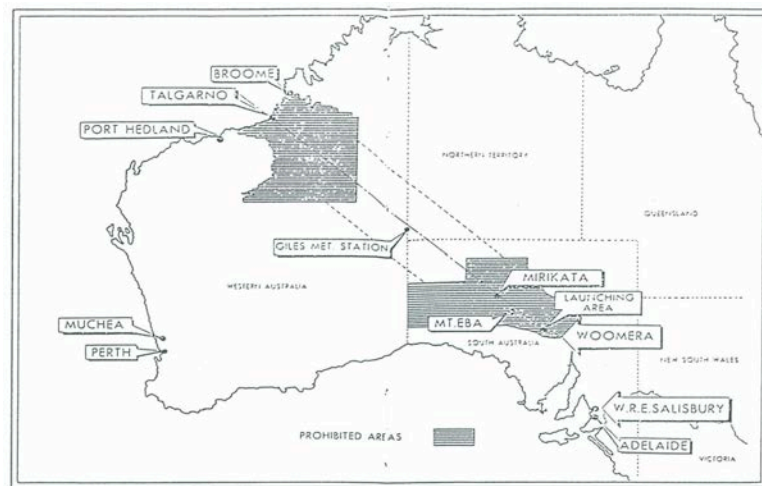 BROOME
TALGARNO
PORT HEDLAND
NORTHERN TERRITORY
QUEENSLAND
GILES MET. STATION
WESTERN AUSTRALIA
MIRIKATA
LAUNCHING
AREA
MT.EBA
WOOMERA
SOUTH AUSTRALIA
MUCHEA
PERTH
NEW SOUTH WALES
W.R.E.SALISBURY
PROHIBITED AREAS
ADELAIDE
VICTORIA